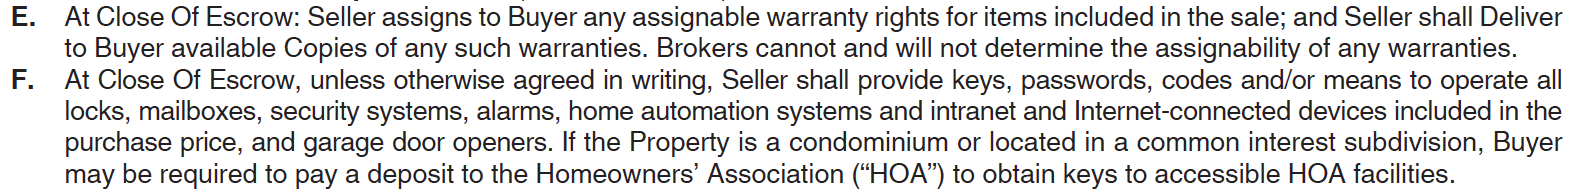 E. At Close Of Escrow: Seller assigns to Buyer any assignable warranty rights for items included in the sale; and Seller shall Deliver
to Buyer available Copies of any such warranties. Brokers cannot and will not determine the assignability of any warranties.
F. At Close Of Escrow, unless otherwise agreed in writing, Seller shall provide keys, passwords, codes and/or means to operate all
locks, mailboxes, security systems, alarms, home automation systems and intranet and Internet-connected devices included in the
purchase price, and garage door openers. If the Property is a condominium or located in a common interest subdivision, Buyer
may be required to pay a deposit to the Homeowners’ Association (“HOA”) to obtain keys to accessible HOA facilities.